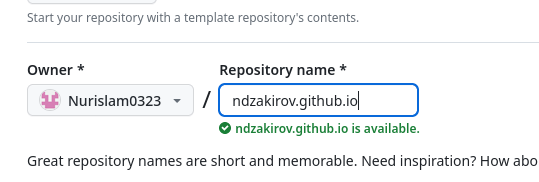 Start your repository with a template repository's contents.
Owner * Repository name *
Nurislam0323 / ndzakirov.github.io
ndzakirov.github.io is available.
Great repository names are short and memorable. Need inspiration? How abo